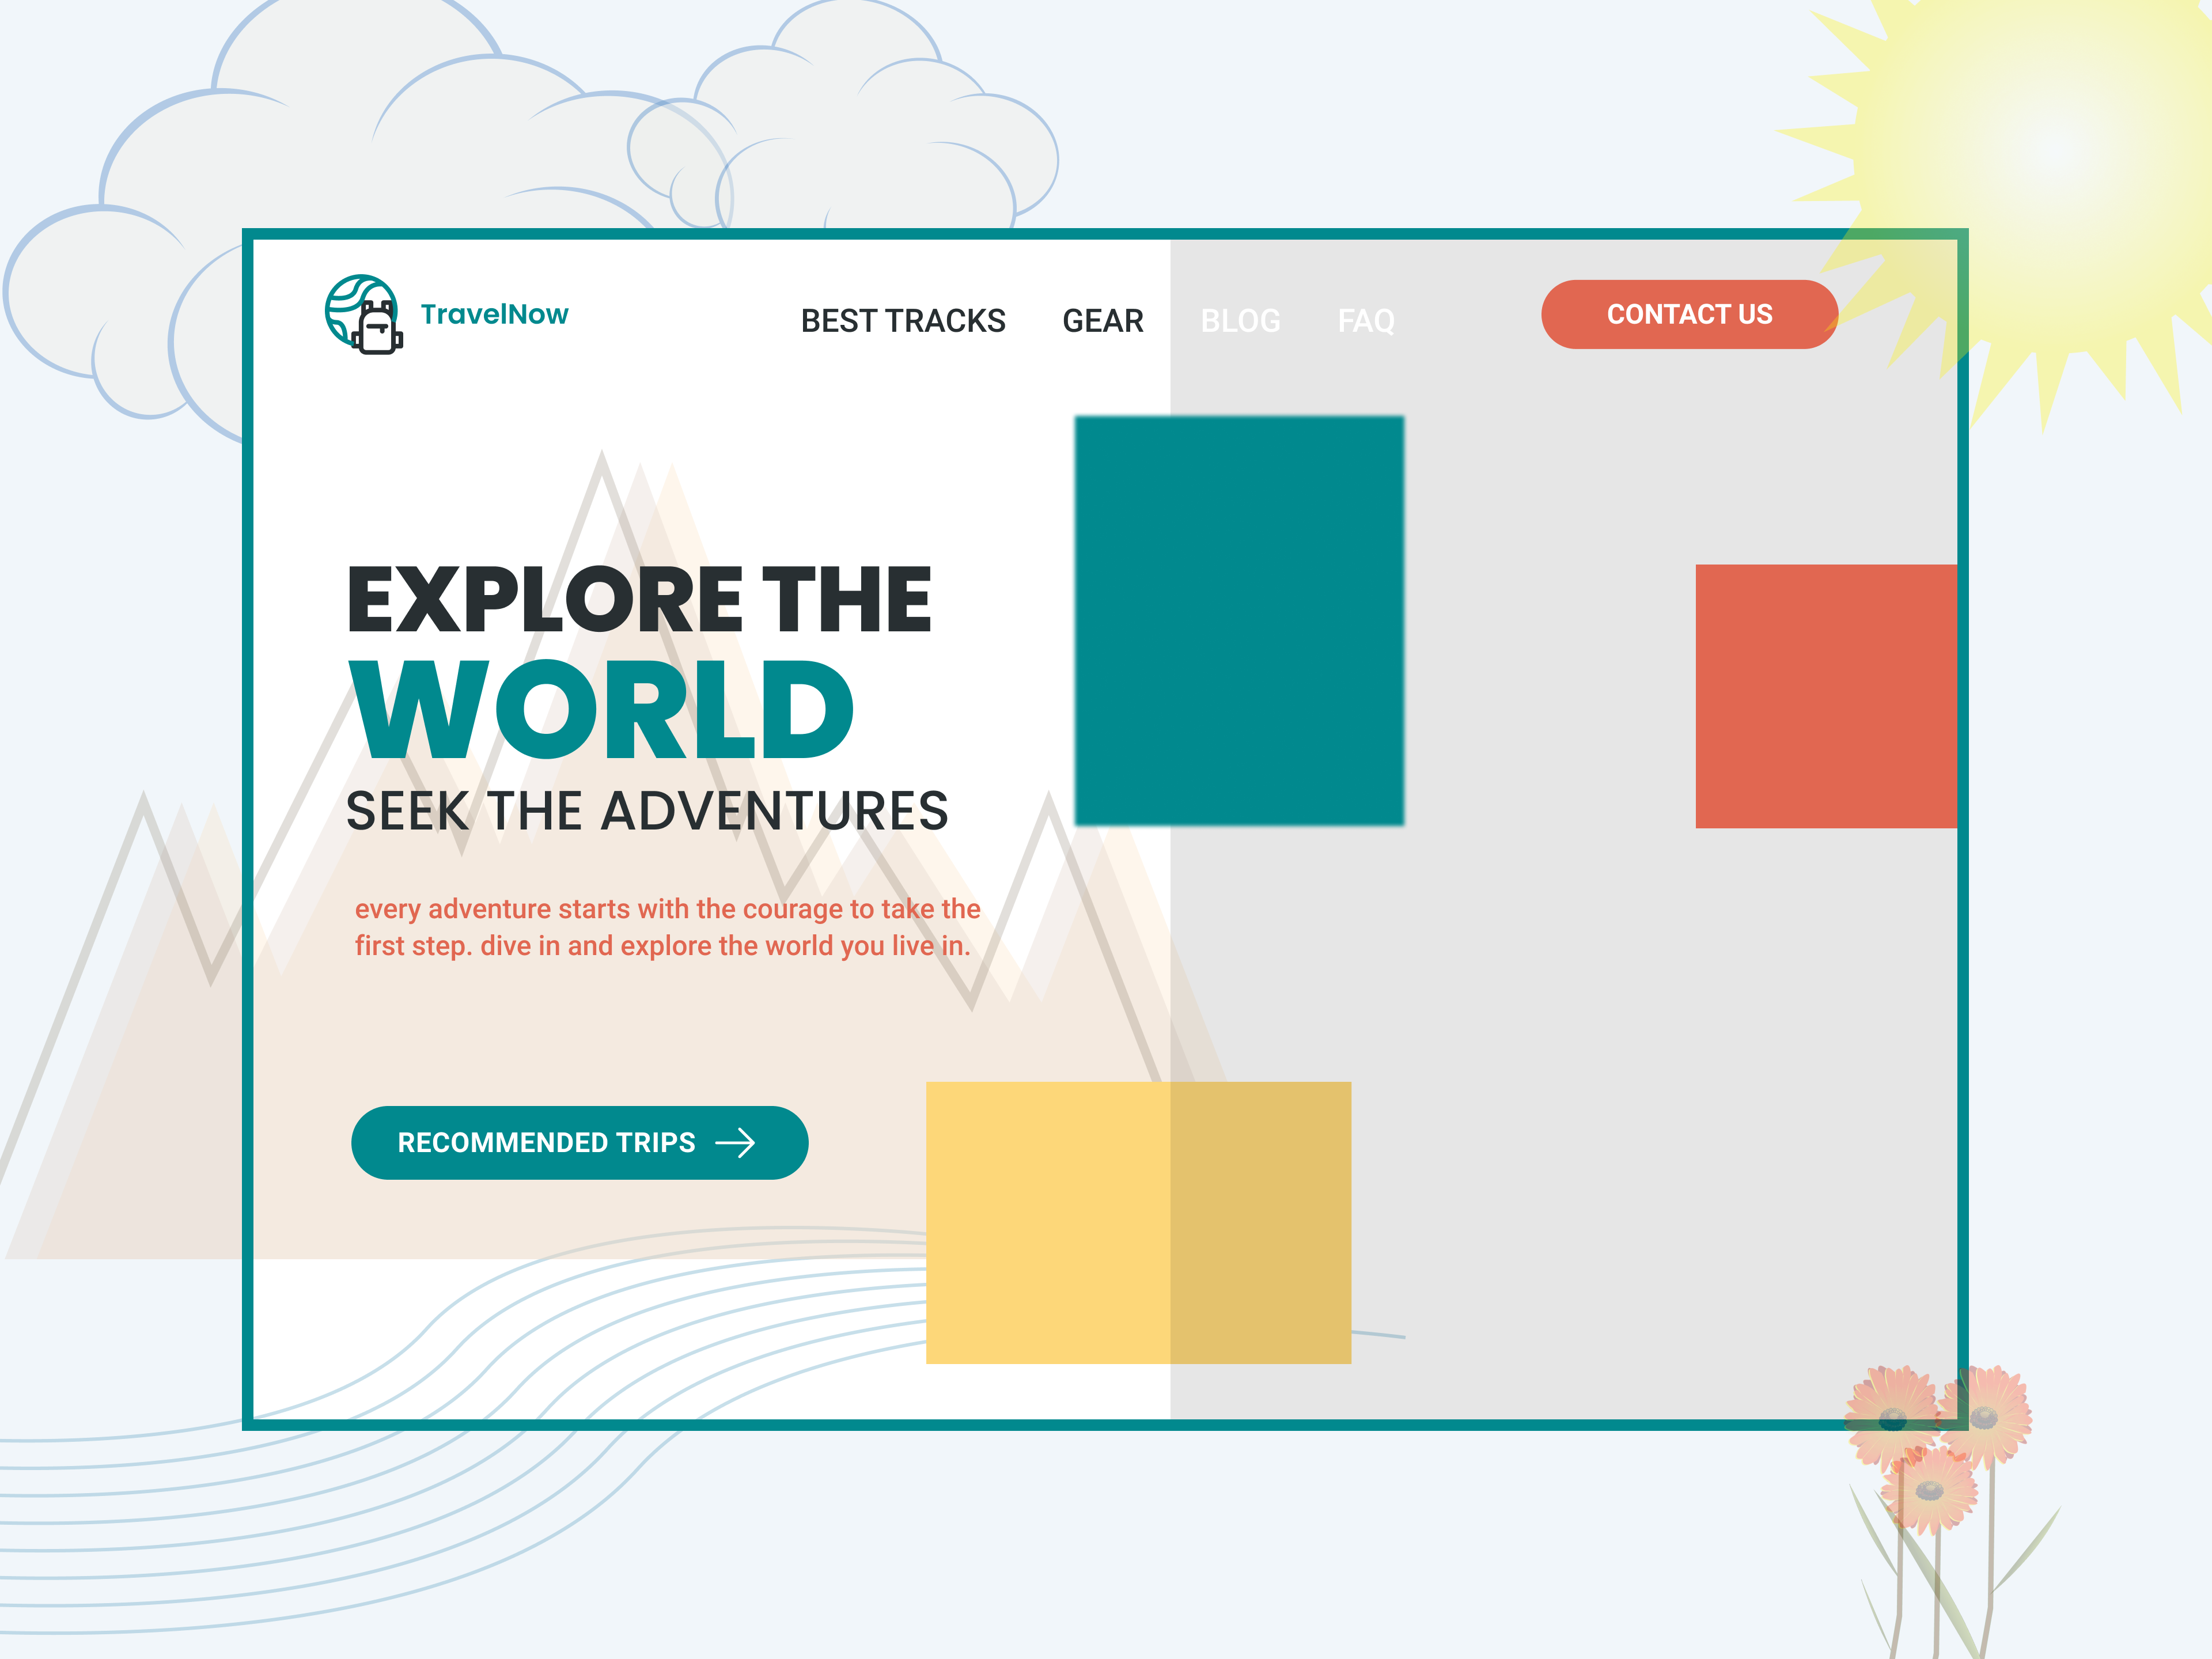 TravelNow
BEST TRACKS GEAR BLOG FAQ
CONTACT US
EXPLORE THE
WORLD
SEEK THE ADVENTURES
every adventure starts with the courage to take the
first step. dive in and explore the world you live in.
RECOMMENDED TRIPS